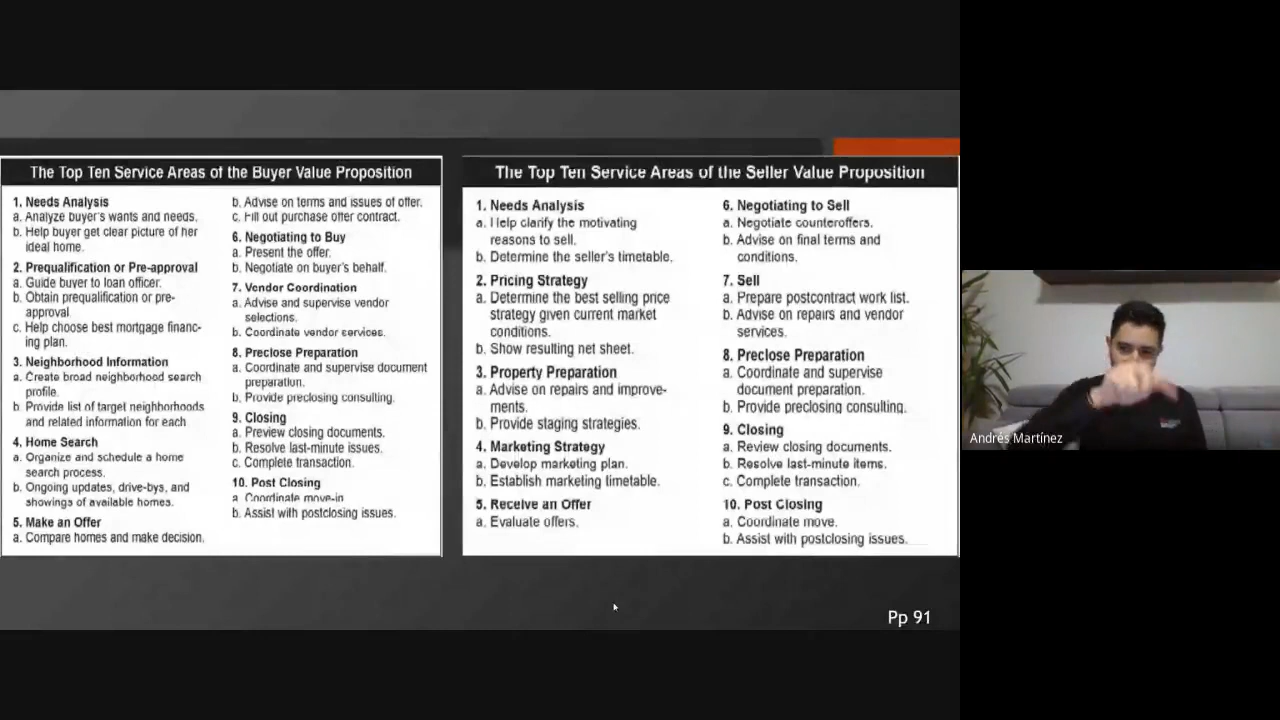 The Top Ten Service Areas of the Buyer Value Proposition
1. Needs Analysis
a. Analyze buyer's wants and needs.
b. Help buyer get clear picture of her
ideal home.
2. Prequalification or Pre-approval
a. Guide buyer to loan officer.
b. Obtain prequalification or pre-
approval
c. Help choose best mortgage financ-
ing plan.
3. Neighborhood Information
a. Create broad neighborhood search
profile.
b Provide list of target neighborhoods
and related information for each
4. Home Search
a. Organize and schedule a home
search process.
b. Ongoing updates, drive-bys, and
showings of available homes.
5. Make an Offer
a. Compare homes and make decision.
b. Advise on terms and issues of offer.
c. Fill out purchase offer contract.
6. Negotiating to Buy
a. Present the offer.
b. Negotiate on buyer's behalf.
7. Vendor Coordination
a. Advise and supervise vendor
selections.
b. Coordinate vendor services.
8. Preclose Preparation
a. Coordinate and supervise document
preparation.
b. Provide preclosing consulting.
9. Closing
a. Preview closing documents.
b. Resolve last-minute issues.
c. Complete transaction.
10. Post Closing
a Coordinate move-in
b. Assist with postclosing issues.
The Top Ten Service Areas of the Seller Value Proposition
1. Needs Analysis
a. Help clarify the motivating
reasons to sell.
b. Determine the seller's timetable.
2. Pricing Strategy
a. Determine the best selling price
strategy given current market
conditions.
b. Show resulting net sheet.
3. Property Preparation
a. Advise on repairs and improve-
ments.
b. Provide staging strategies.
4. Marketing Strategy
a. Develop marketing plan.
b. Establish marketing timetable.
5. Receive an Offer
a. Evaluate offers.
6. Negotiating to Sell
a. Negotiate counteroffers.
b. Advise on final terms and
conditions.
7. Sell
a. Prepare postcontract work list.
b. Advise on repairs and vendor
services.
8. Preclose Preparation
a. Coordinate and supervise
document preparation.
b. Provide preclosing consulting.
9. Closing
a. Review closing documents.
b. Resolve last-minute items.
c. Complete transaction.
10. Post Closing
a. Coordinate move.
b. Assist with postclosing issues.
Pp 91
Andrés Martínez